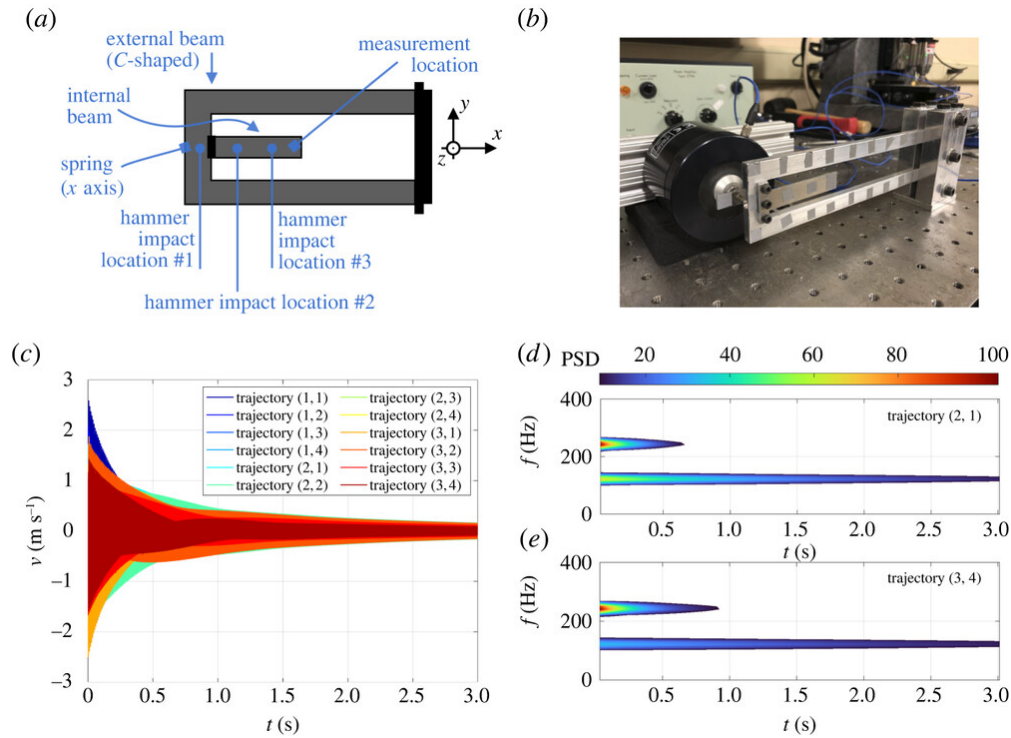 (a)
external beam
(C-shaped)
measurement
location
internal
beam
spring
(x axis)
y
x
z
hammer
impact
location #1
hammer
impact
location #3
hammer impact location #2
(b)
(c)
3
2
1
0
–1
–2
–3
v (m s⁻¹)
trajectory (1, 1)
trajectory (1, 2)
trajectory (1, 3)
trajectory (1, 4)
trajectory (2, 1)
trajectory (2, 2)
trajectory (2, 3)
trajectory (2, 4)
trajectory (3, 1)
trajectory (3, 2)
trajectory (3, 3)
trajectory (3, 4)
0 0.5 1.0 1.5 2.0 2.5 3.0
t (s)
(d)
PSD 20 40 60 80 100
400
200
0
f (Hz)
trajectory (2, 1)
0.5 1.0 1.5 2.0 2.5 3.0
t (s)
(e)
400
200
0
f (Hz)
trajectory (3, 4)
0.5 1.0 1.5 2.0 2.5 3.0
t (s)